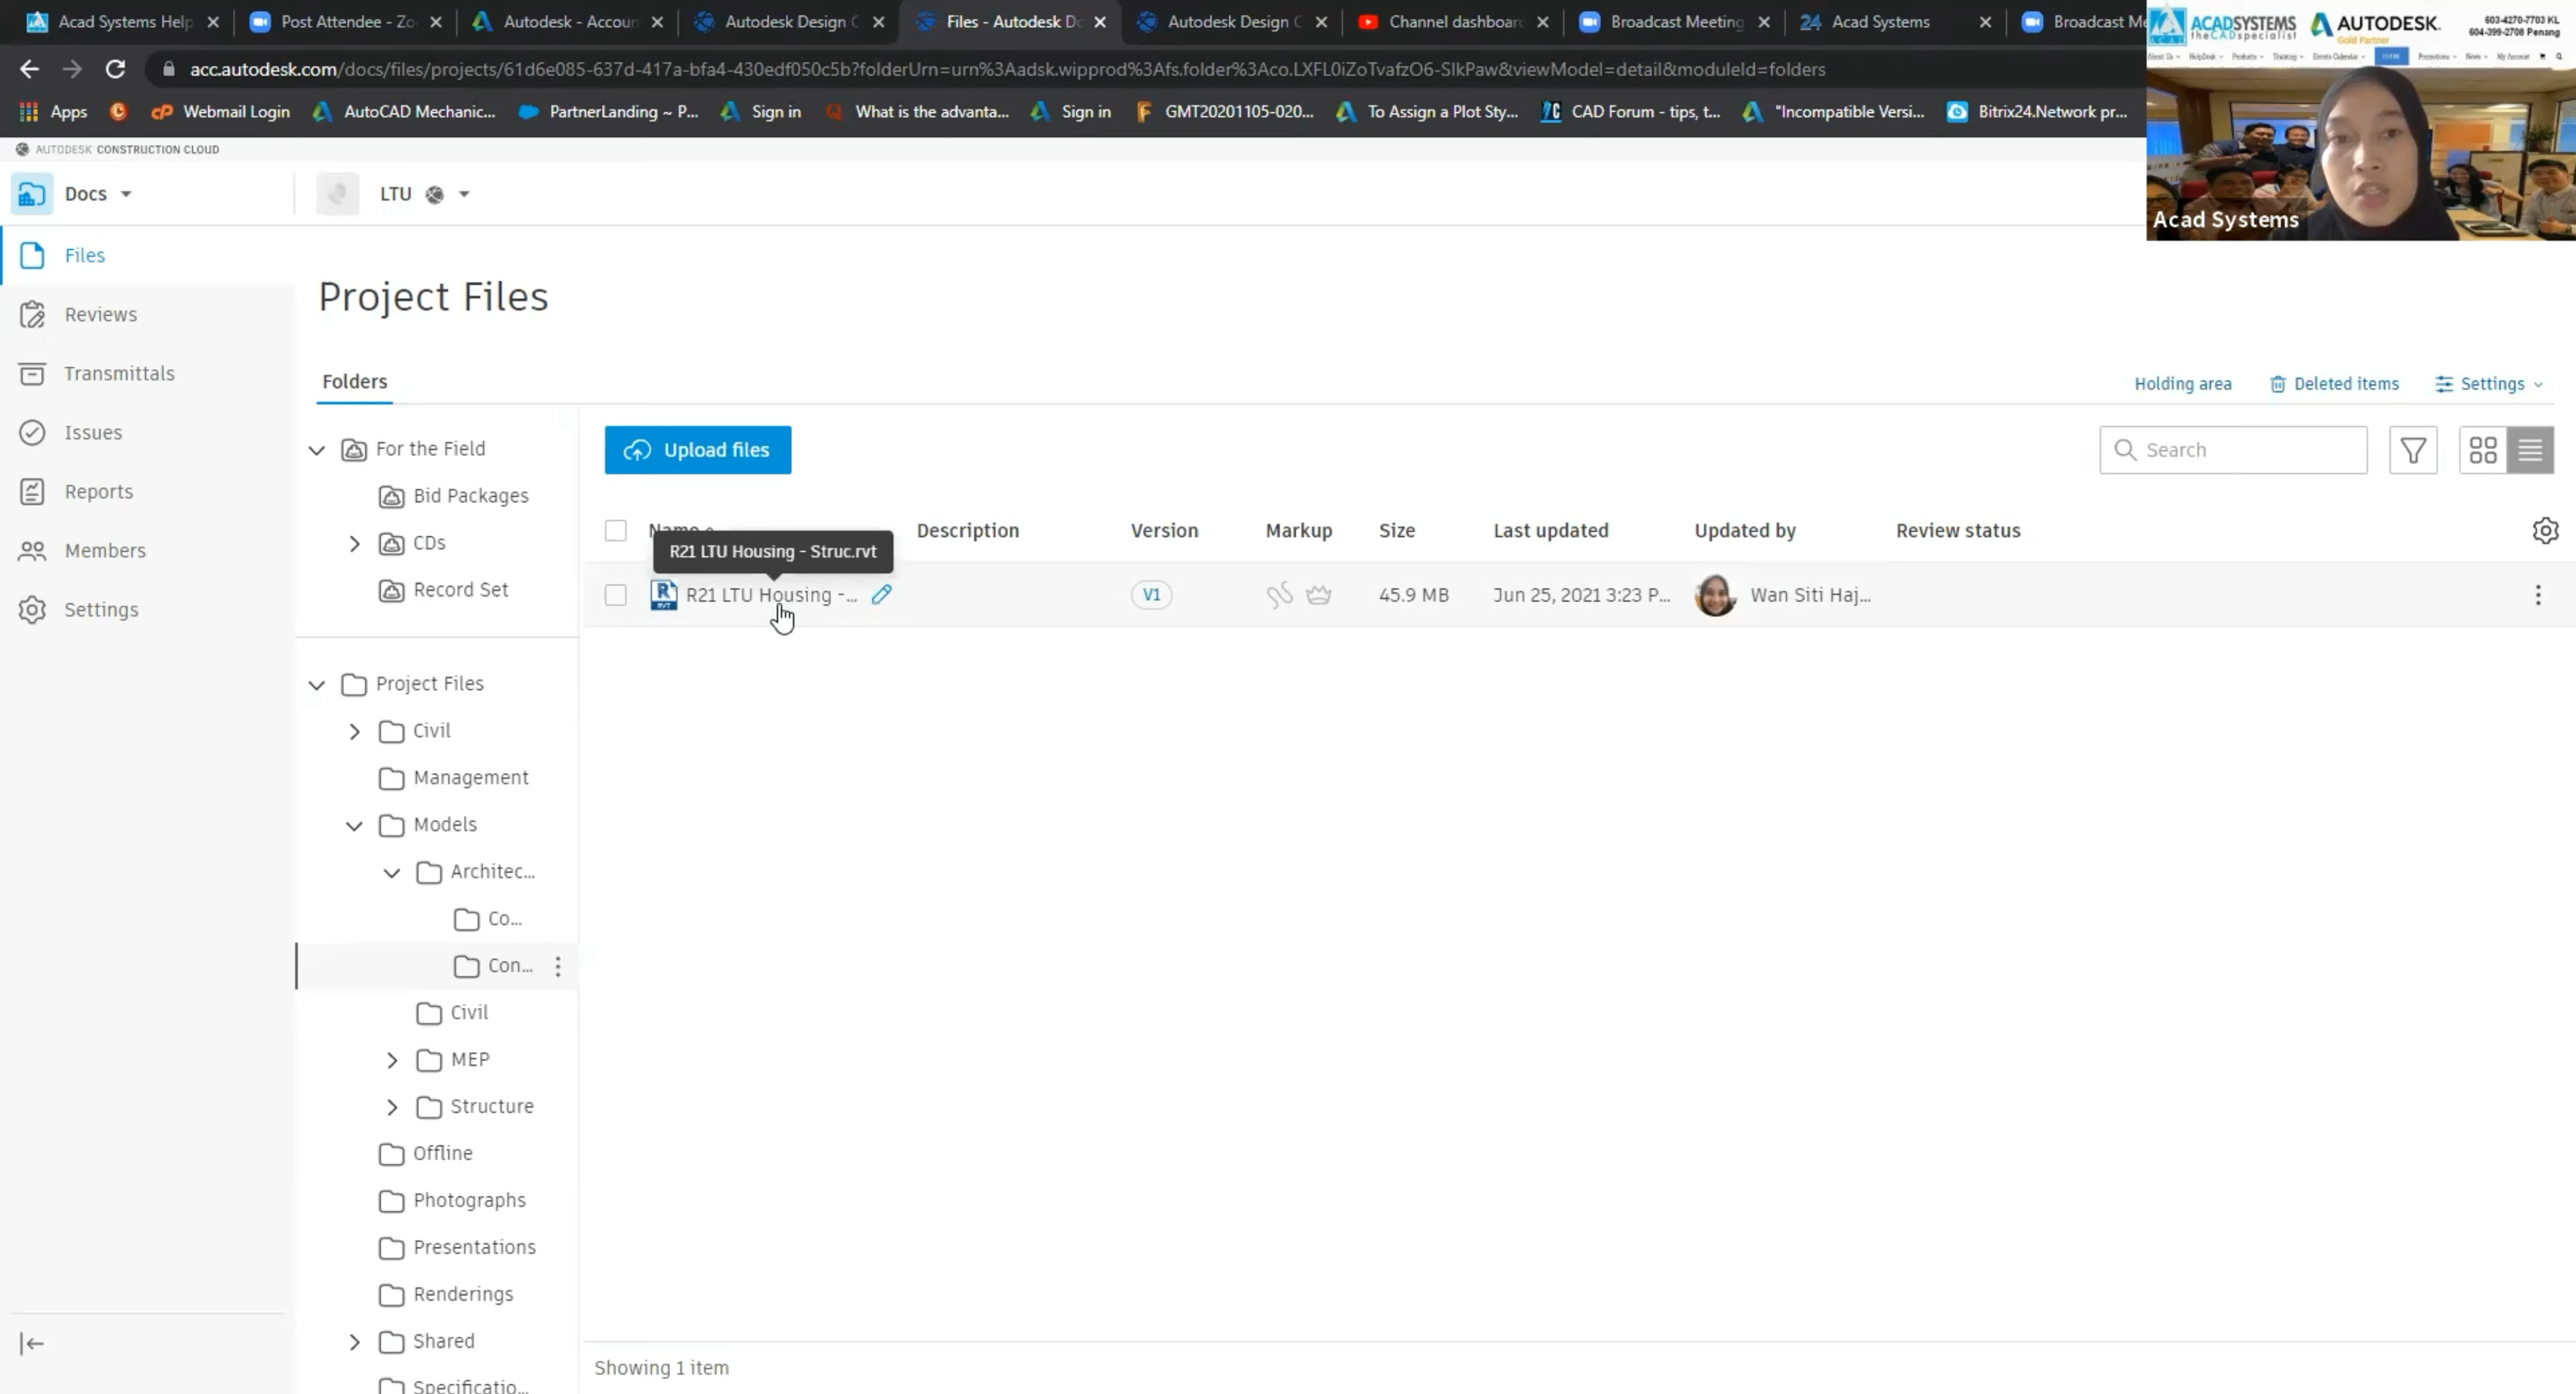 Acad Systems Help
Post Attendee - Zo
Autodesk - Accoun
Autodesk Design C
Files - Autodesk Do
Autodesk Design C
Channel dashboard
Broadcast Meeting
Acad Systems
Broadcast Me
acc.autodesk.com/docs/files/projects/61d6e085-637d-417a-bfa4-430edf050c5b?folderUrn=urn%3Aadsk.wipprod%3Afs.folder%3Aco.LXFL0iZoTvafzO6-SIkPaw&viewModel=detail&moduleId=folders
Apps
Webmail Login
AutoCAD Mechanic...
PartnerLanding ~ P...
Sign in
What is the advanta...
Sign in
GMT20201105-020...
To Assign a Plot Sty...
CAD Forum - tips, t...
"Incompatible Versi...
Bitrix24.Network pr...
ACADSYSTEMS
theCADspecialist
AUTODESK.
Gold Partner
603-4270-7703 KL
604-399-2708 Penang
About Us
HelpDesk
Products
Training
Events Calendar
Promotions
News
My Account
Acad Systems
AUTODESK CONSTRUCTION CLOUD
Docs
LTU
Files
Reviews
Transmittals
Issues
Reports
Members
Settings
Project Files
Folders
Holding area
Deleted items
Settings
For the Field
Bid Packages
CDs
Record Set
Project Files
Civil
Management
Models
Architec...
Co...
Con...
Civil
MEP
Structure
Offline
Photographs
Presentations
Renderings
Shared
Specificatio...
Upload files
Search
Name
Description
Version
Markup
Size
Last updated
Updated by
Review status
R21 LTU Housing - Struc.rvt
R21 LTU Housing -...
V1
45.9 MB
Jun 25, 2021 3:23 P...
Wan Siti Haj...
Showing 1 item